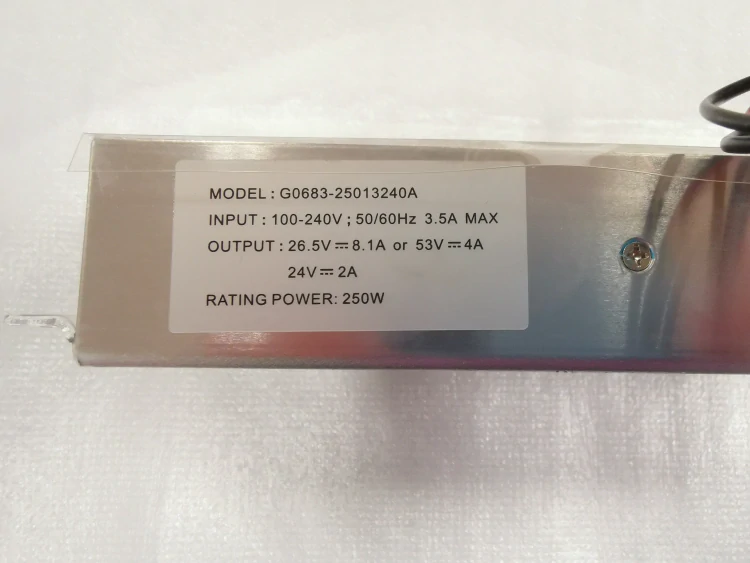 MODEL : G0683-25013240A
INPUT : 100-240V ; 50/60Hz 3.5A MAX
OUTPUT : 26.5V⎓8.1A or 53V⎓4A
24V⎓2A
RATING POWER: 250W